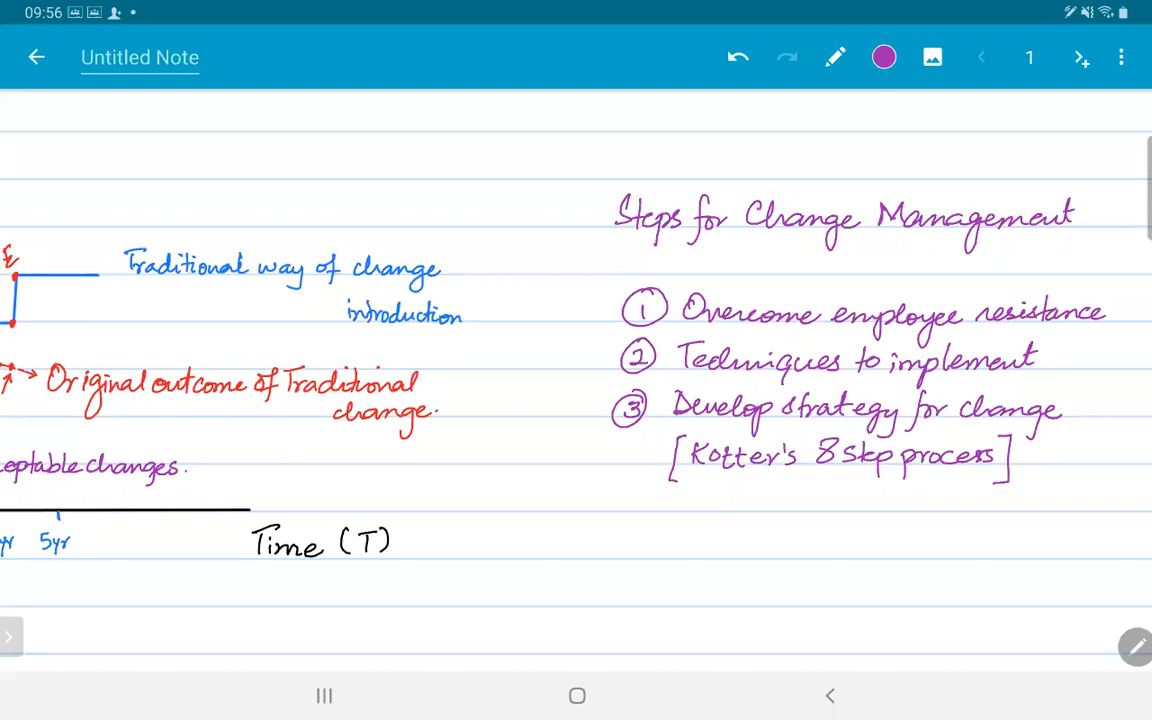 09:56
Untitled Note
1
Steps for Change Management
Traditional way of change
introduction
① Overcome employee resistance
② Techniques to implement
③ Develop strategy for change
[Kotter's 8 step process]
Original outcome of Traditional
change.
eptable changes.
yr 5yr
Time (T)